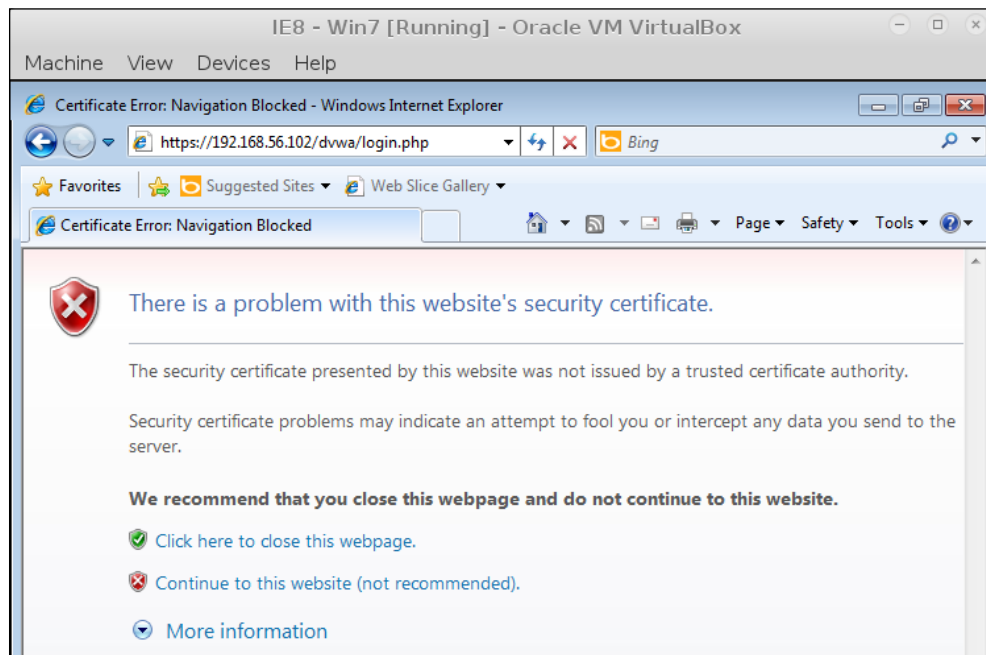 IE8 - Win7 [Running] - Oracle VM VirtualBox
Machine View Devices Help
Certificate Error: Navigation Blocked - Windows Internet Explorer
https://192.168.56.102/dvwa/login.php Bing
Favorites Suggested Sites Web Slice Gallery
Certificate Error: Navigation Blocked Page Safety Tools
There is a problem with this website's security certificate.
The security certificate presented by this website was not issued by a trusted certificate authority.
Security certificate problems may indicate an attempt to fool you or intercept any data you send to the
server.
We recommend that you close this webpage and do not continue to this website.
Click here to close this webpage.
Continue to this website (not recommended).
More information